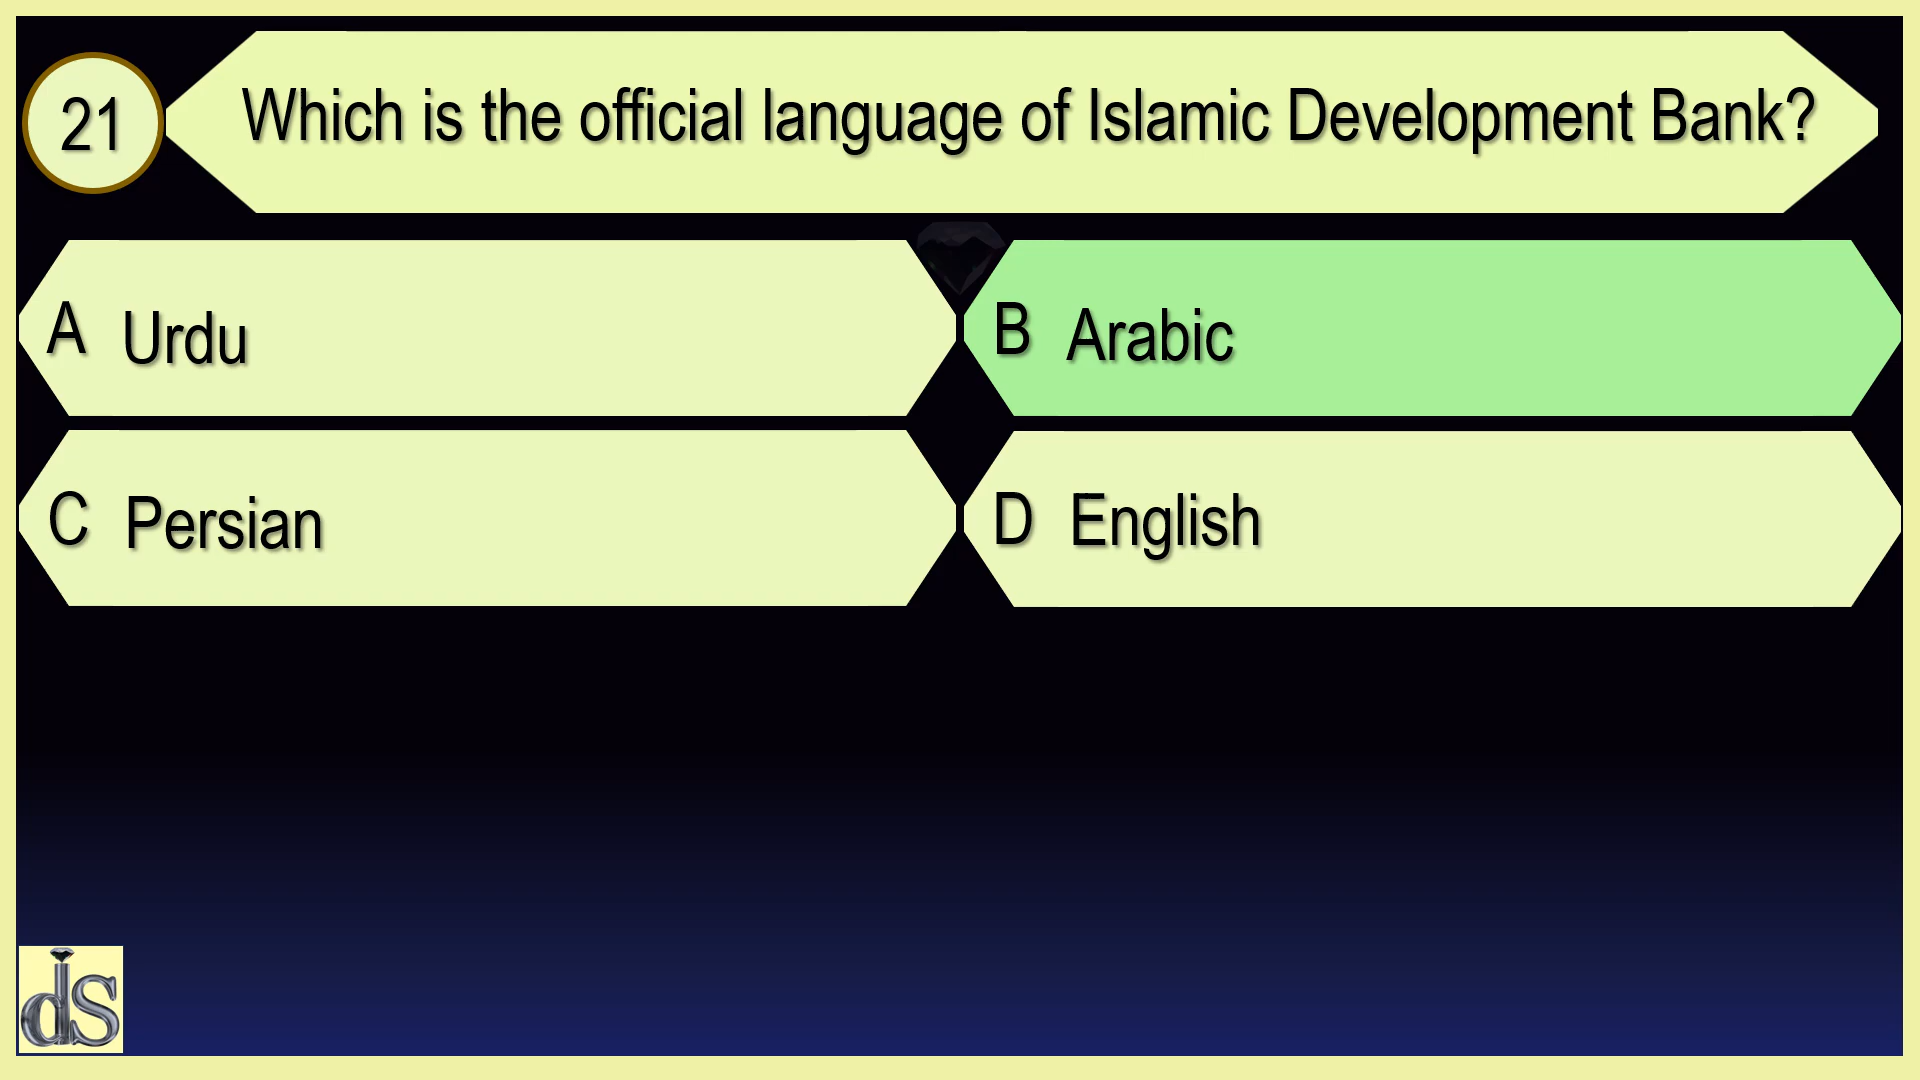 21
Which is the official language of Islamic Development Bank?
A Urdu
B Arabic
C Persian
D English
ds